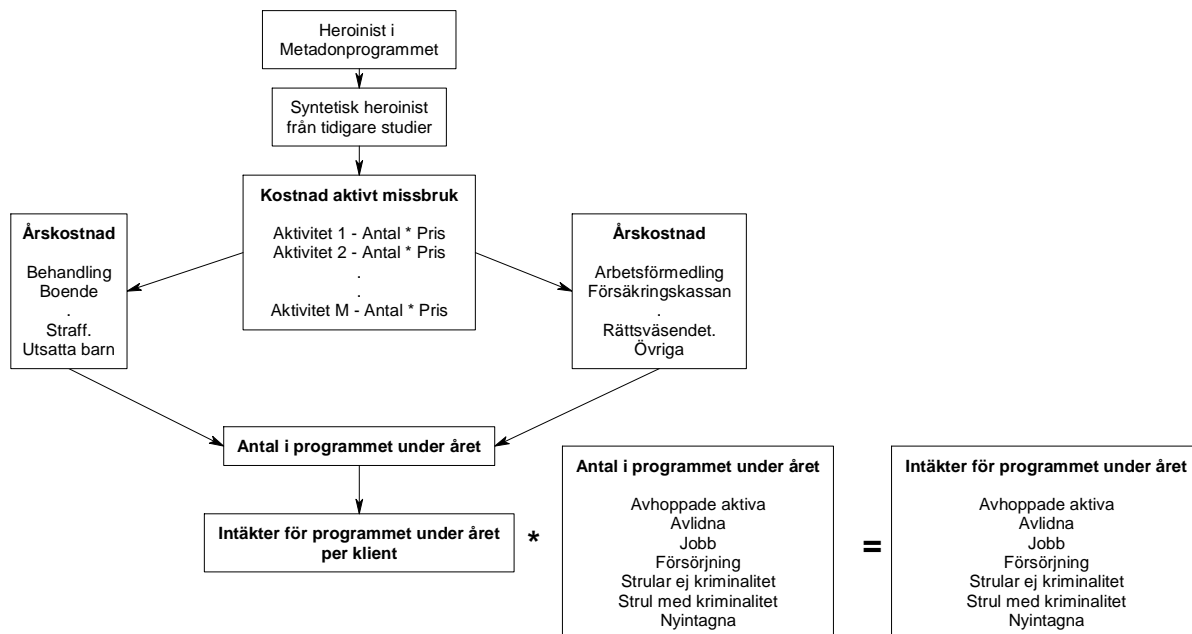 Heroinist i
Metadonprogrammet
Syntetisk heroinist
från tidigare studier
Kostnad aktivt missbruk
Aktivitet 1 - Antal * Pris
Aktivitet 2 - Antal * Pris
.
.
Aktivitet M - Antal * Pris
Årskostnad
Behandling
Boende
.
Straff.
Utsatta barn
Årskostnad
Arbetsförmedling
Försäkringskassan
.
Rättsväsendet.
Övriga
Antal i programmet under året
Intäkter för programmet under året
per klient
*
Antal i programmet under året
Avhoppade aktiva
Avlidna
Jobb
Försörjning
Strular ej kriminalitet
Strul med kriminalitet
Nyintagna
=
Intäkter för programmet under året
Avhoppade aktiva
Avlidna
Jobb
Försörjning
Strular ej kriminalitet
Strul med kriminalitet
Nyintagna